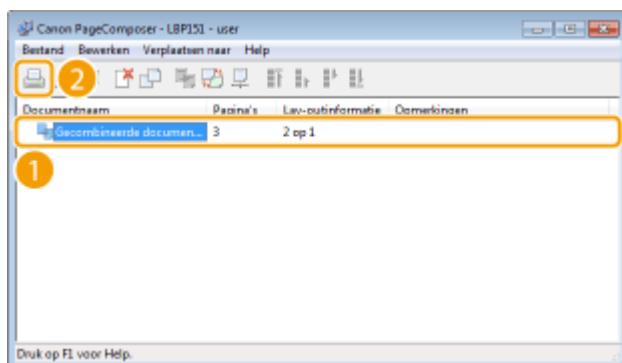 Canon PageComposer - LBP151 - user
Bestand Bewerken Verplaatsen naar Help
2
Documentnaam Pagina's Lay-outinformatie Opmerkingen
Gecombineerde documen... 3 2 op 1
1
Druk op F1 voor Help.